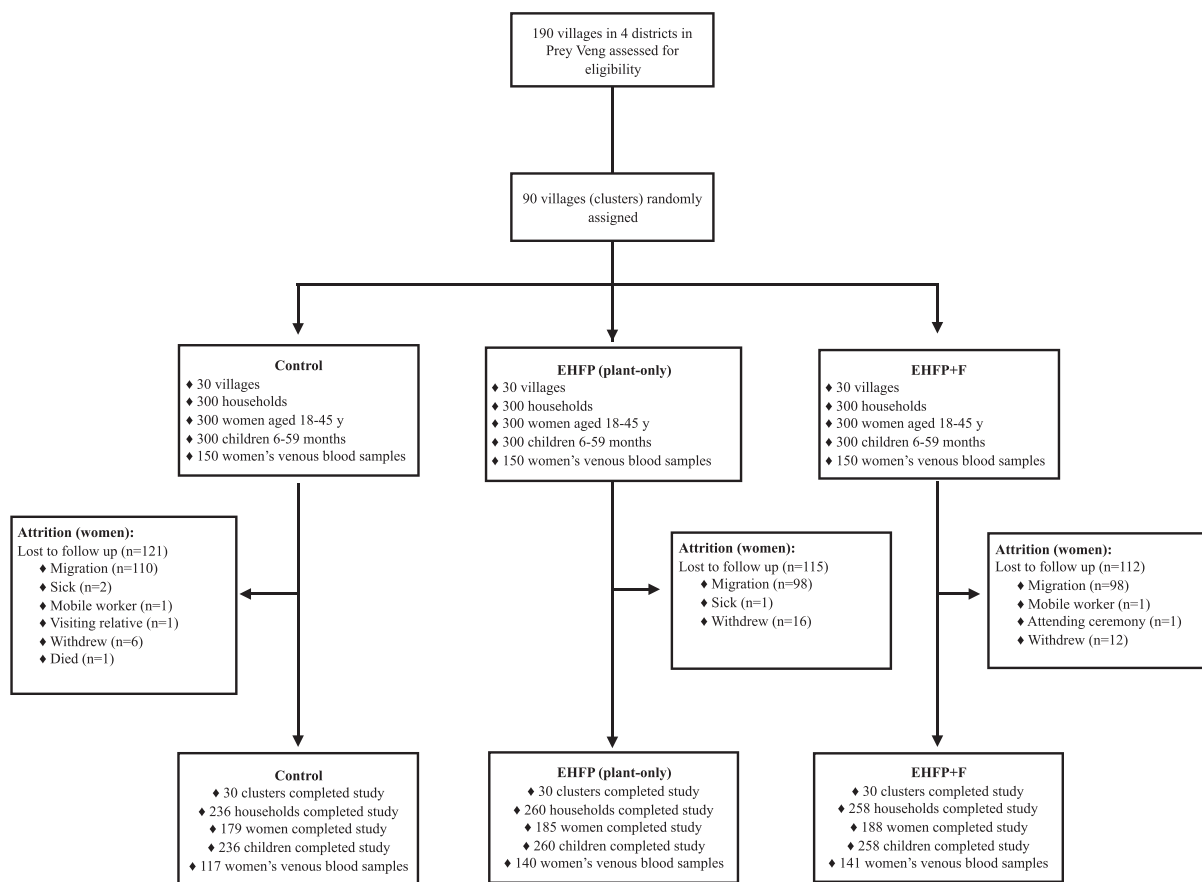 190 villages in 4 districts in
Prey Veng assessed for
eligibility
90 villages (clusters) randomly
assigned
Control
♦ 30 villages
♦ 300 households
♦ 300 women aged 18-45 y
♦ 300 children 6-59 months
♦ 150 women's venous blood samples
EHFP (plant-only)
♦ 30 villages
♦ 300 households
♦ 300 women aged 18-45 y
♦ 300 children 6-59 months
♦ 150 women's venous blood samples
EHFP+F
♦ 30 villages
♦ 300 households
♦ 300 women aged 18-45 y
♦ 300 children 6-59 months
♦ 150 women's venous blood samples
Attrition (women):
Lost to follow up (n=121)
♦ Migration (n=110)
♦ Sick (n=2)
♦ Mobile worker (n=1)
♦ Visiting relative (n=1)
♦ Withdrew (n=6)
♦ Died (n=1)
Attrition (women):
Lost to follow up (n=115)
♦ Migration (n=98)
♦ Sick (n=1)
♦ Withdrew (n=16)
Attrition (women):
Lost to follow up (n=112)
♦ Migration (n=98)
♦ Mobile worker (n=1)
♦ Attending ceremony (n=1)
♦ Withdrew (n=12)
Control
♦ 30 clusters completed study
♦ 236 households completed study
♦ 179 women completed study
♦ 236 children completed study
♦ 117 women's venous blood samples
EHFP (plant-only)
♦ 30 clusters completed study
♦ 260 households completed study
♦ 185 women completed study
♦ 260 children completed study
♦ 140 women's venous blood samples
EHFP+F
♦ 30 clusters completed study
♦ 258 households completed study
♦ 188 women completed study
♦ 258 children completed study
♦ 141 women's venous blood samples